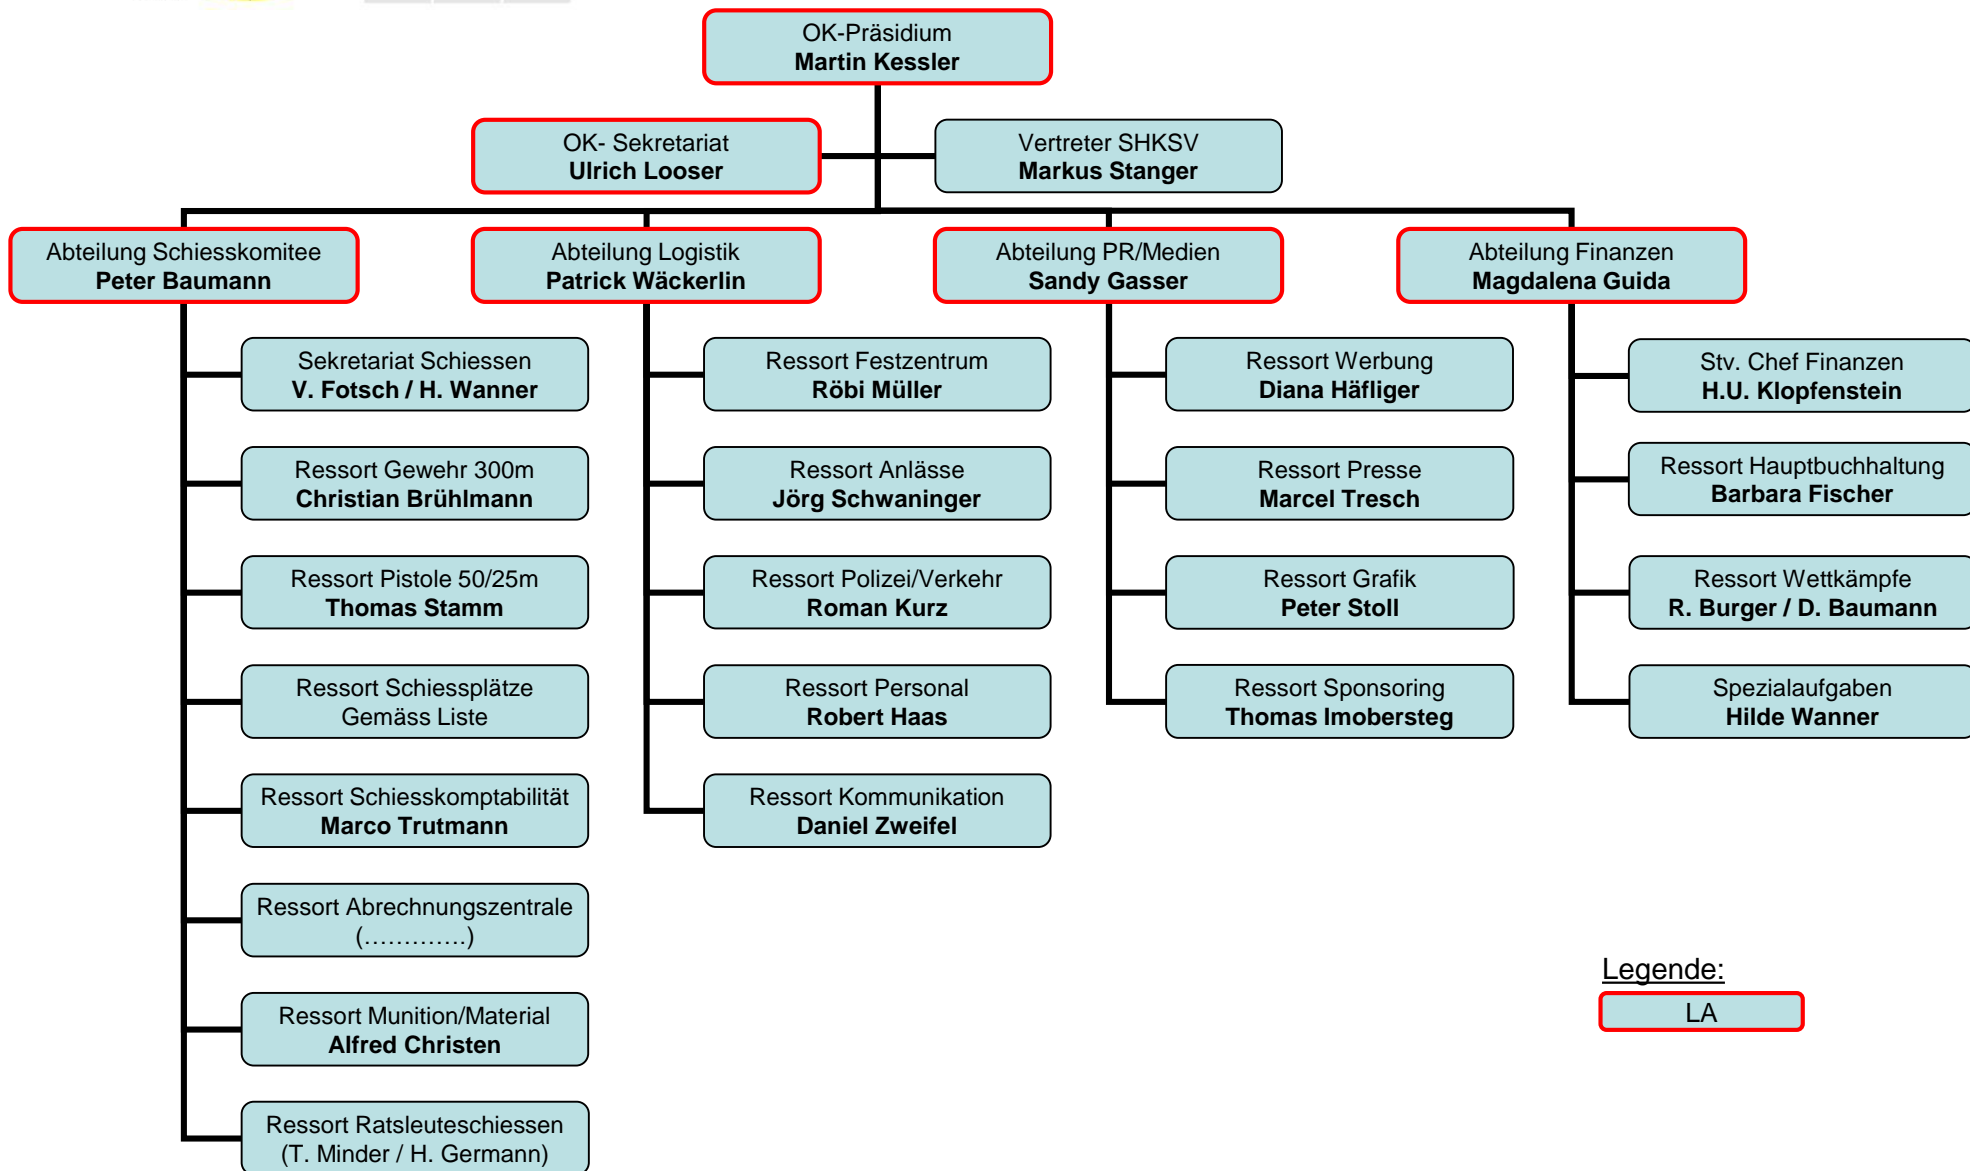 OK-Präsidium
Martin Kessler
OK- Sekretariat
Ulrich Looser
Vertreter SHKSV
Markus Stanger
Abteilung Schiesskomitee
Peter Baumann
Abteilung Logistik
Patrick Wäckerlin
Abteilung PR/Medien
Sandy Gasser
Abteilung Finanzen
Magdalena Guida
Sekretariat Schiessen
V. Fotsch / H. Wanner
Ressort Gewehr 300m
Christian Brühlmann
Ressort Pistole 50/25m
Thomas Stamm
Ressort Schiessplätze
Gemäss Liste
Ressort Schiesskomptabilität
Marco Trutmann
Ressort Abrechnungszentrale
(………….)
Ressort Munition/Material
Alfred Christen
Ressort Ratsleuteschiessen
(T. Minder / H. Germann)
Ressort Festzentrum
Röbi Müller
Ressort Anlässe
Jörg Schwaninger
Ressort Polizei/Verkehr
Roman Kurz
Ressort Personal
Robert Haas
Ressort Kommunikation
Daniel Zweifel
Ressort Werbung
Diana Häfliger
Ressort Presse
Marcel Tresch
Ressort Grafik
Peter Stoll
Ressort Sponsoring
Thomas Imobersteg
Stv. Chef Finanzen
H.U. Klopfenstein
Ressort Hauptbuchhaltung
Barbara Fischer
Ressort Wettkämpfe
R. Burger / D. Baumann
Spezialaufgaben
Hilde Wanner
Legende:
LA